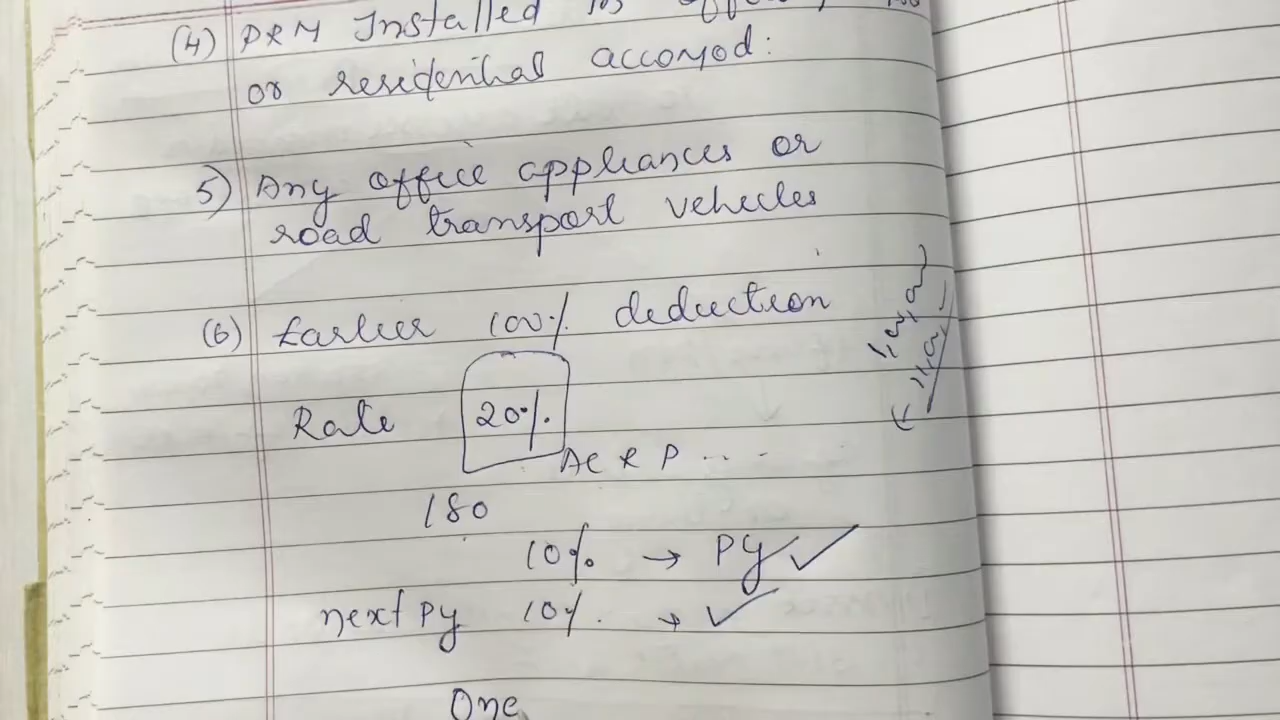 (4) P&M Installed in office
or residential accomod:
5) Any office appliances or
road transport vehicles
(6) Earlier 100% deduction
Rate 20%
AC & P ...
180
10% → PY ✓
next PY 10% → ✓
One